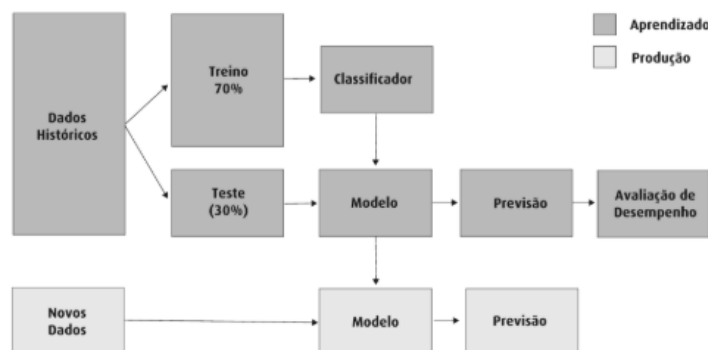 Aprendizado
Produção
Dados
Históricos
Treino
70%
Classificador
Teste
(30%)
Modelo
Previsão
Avaliação de
Desempenho
Novos
Dados
Modelo
Previsão